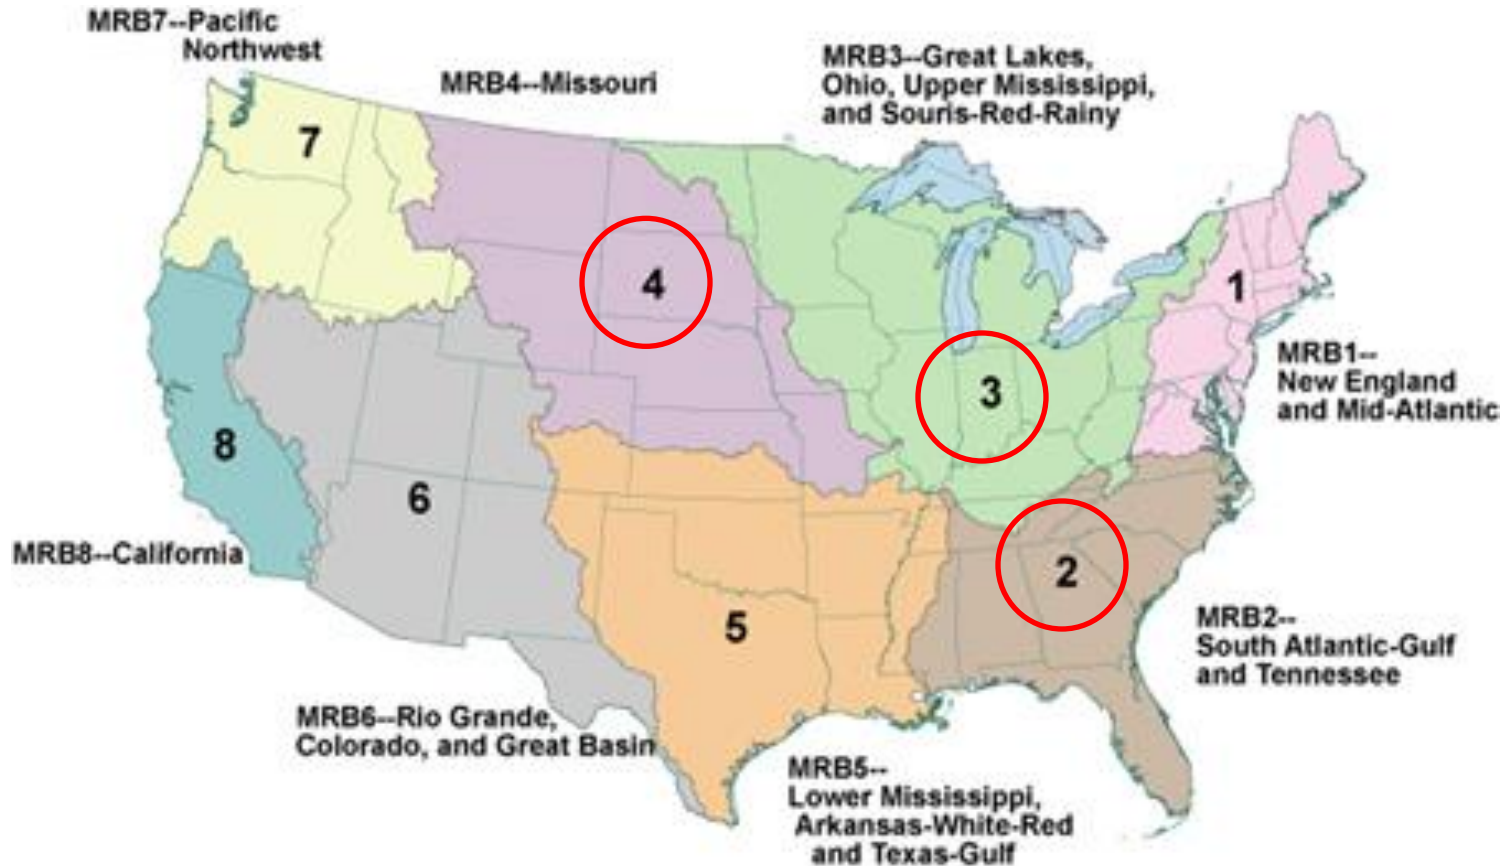 MRB7--Pacific
Northwest
MRB4--Missouri
MRB3--Great Lakes,
Ohio, Upper Mississippi,
and Souris-Red-Rainy
7
4
1
3
MRB1--
New England
and Mid-Atlantic
8
6
MRB8--California
2
5
MRB2--
South Atlantic-Gulf
and Tennessee
MRB6--Rio Grande,
Colorado, and Great Basin
MRB5--
Lower Mississippi,
Arkansas-White-Red
and Texas-Gulf